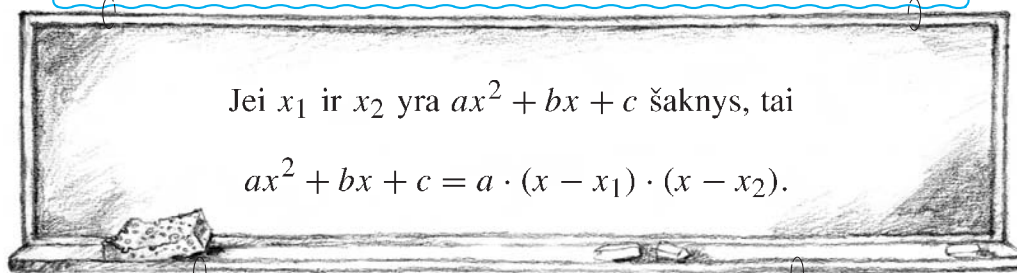 Jei x₁ ir x₂ yra ax² + bx + c šaknys, tai
ax² + bx + c = a · (x − x₁) · (x − x₂).